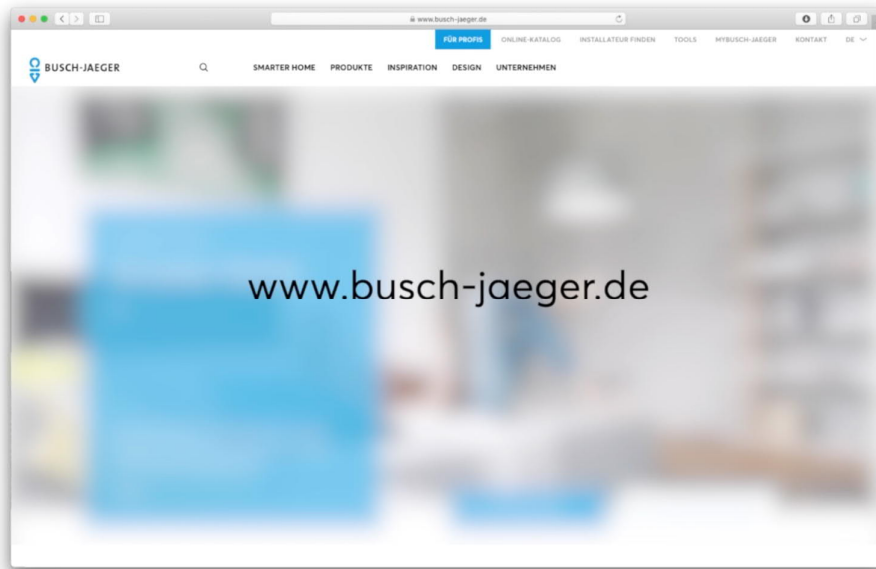 www.busch-jaeger.de
FÜR PROFIS ONLINE-KATALOG INSTALLATEUR FINDEN TOOLS MYBUSCH-JAEGER KONTAKT DE
BUSCH-JAEGER SMARTER HOME PRODUKTE INSPIRATION DESIGN UNTERNEHMEN
www.busch-jaeger.de